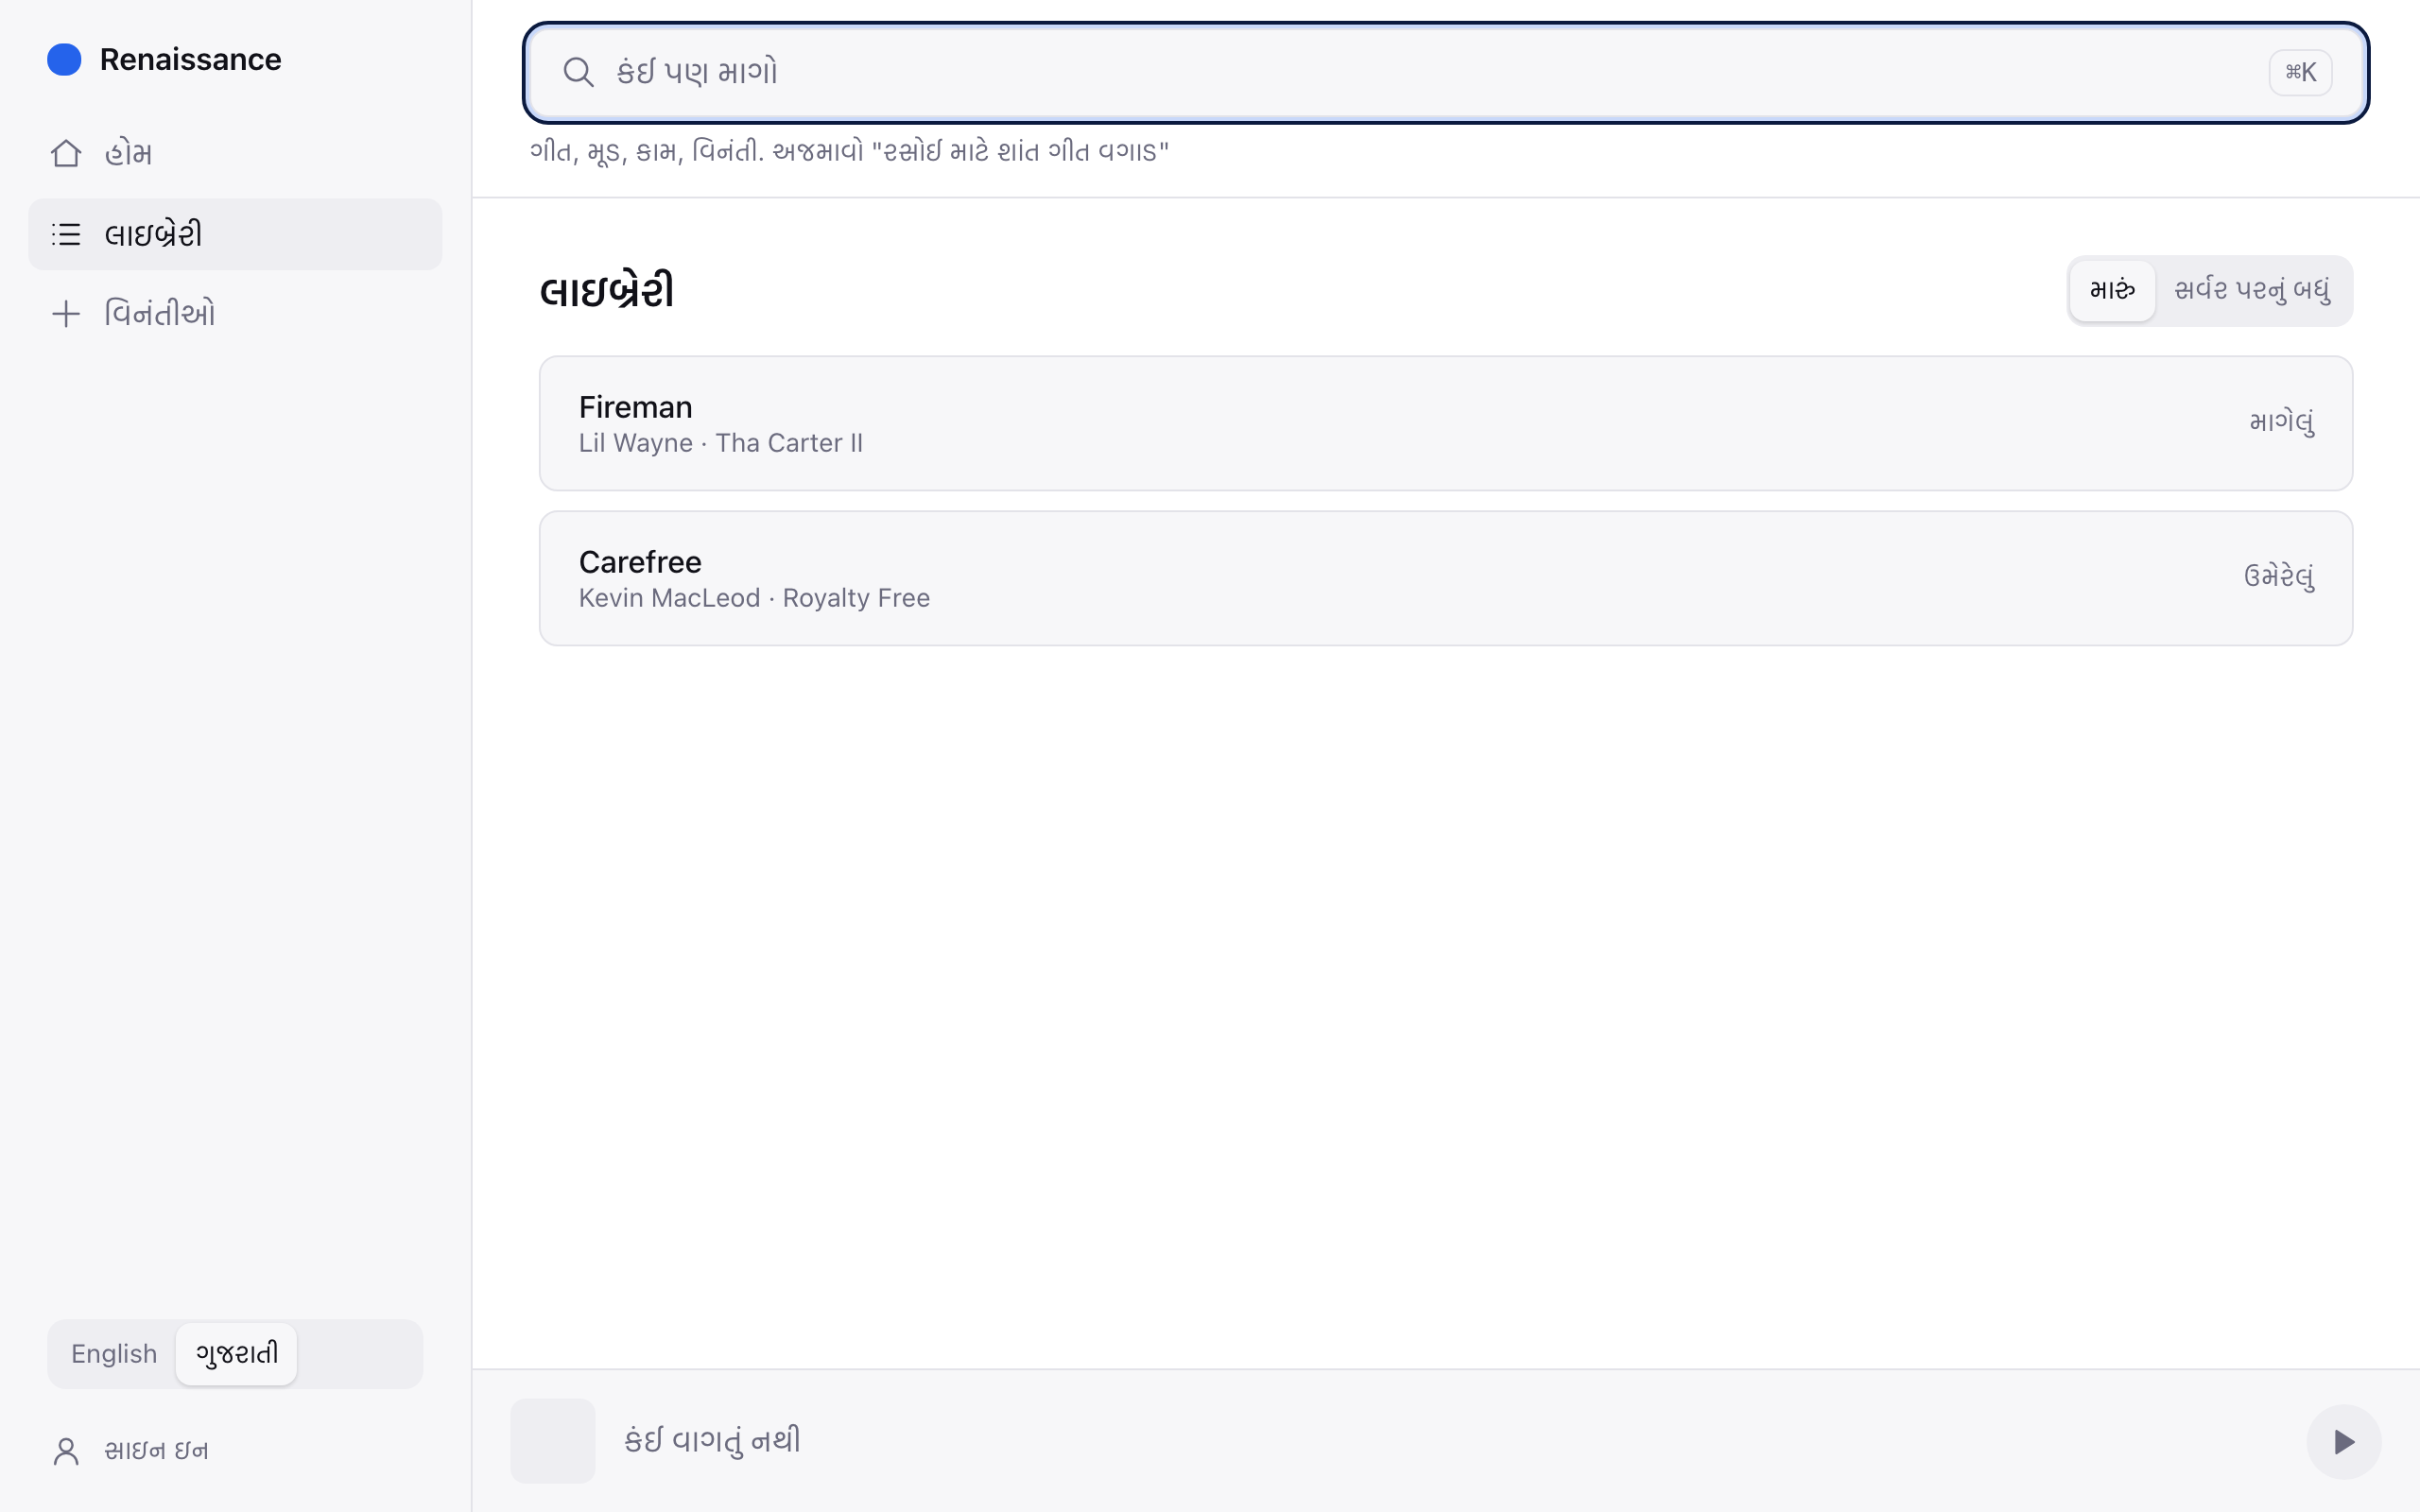 Renaissance
હોમ
લાઇબ્રેરી
વિનંતીઓ
English ગુજરાતી
સાઇન ઇન
કંઈ પણ માગો ⌘K
ગીત, મૂડ, કામ, વિનંતી. અજમાવો "રસોઈ માટે શાંત ગીત વગાડ"
લાઇબ્રેરી
મારું સર્વર પરનું બધું
Fireman
Lil Wayne · Tha Carter II
માગેલું
Carefree
Kevin MacLeod · Royalty Free
ઉમેરેલું
કંઈ વાગતું નથી